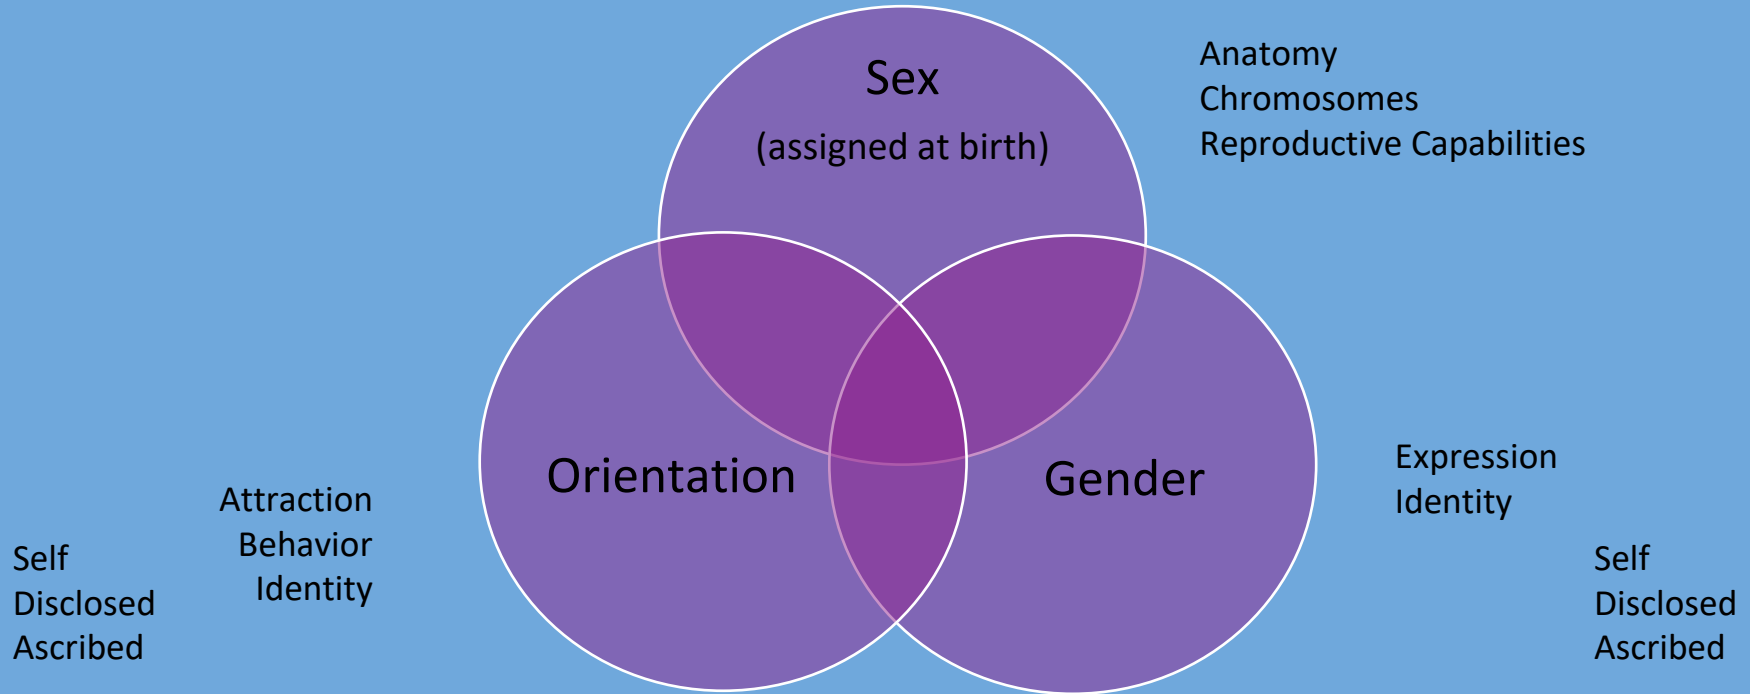 Sex
(assigned at birth)
Anatomy
Chromosomes
Reproductive Capabilities
Orientation
Attraction
Behavior
Identity
Self
Disclosed
Ascribed
Gender
Expression
Identity
Self
Disclosed
Ascribed